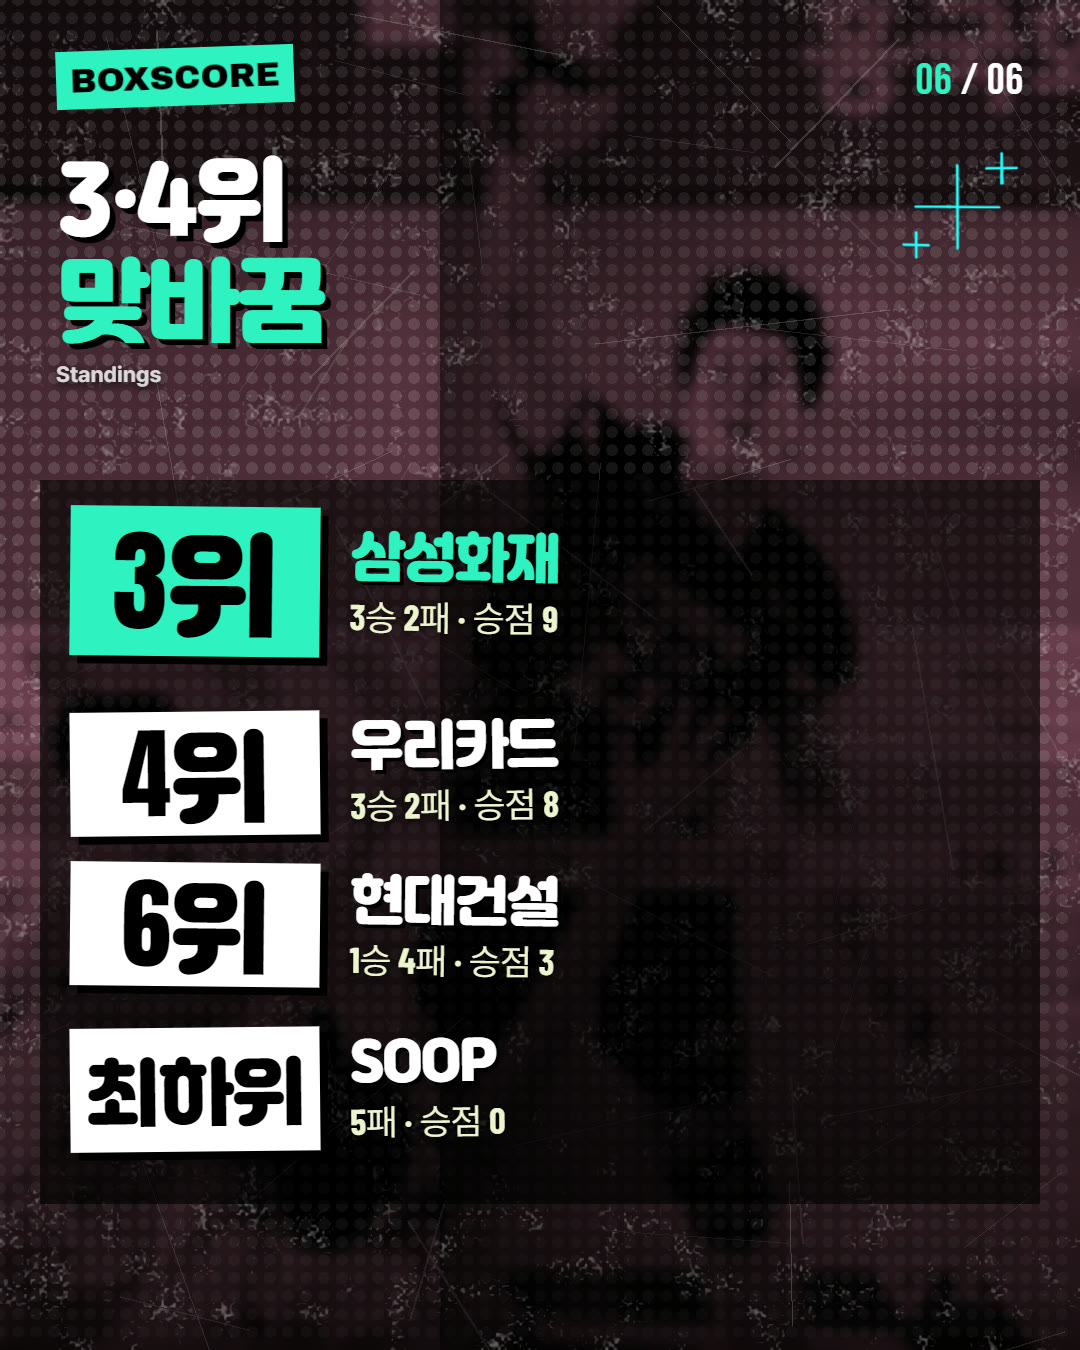 BOXSCORE
06 / 06
3·4위
맞바꿈
Standings
3위
삼성화재
3승 2패 · 승점 9
4위
우리카드
3승 2패 · 승점 8
6위
현대건설
1승 4패 · 승점 3
최하위
SOOP
5패 · 승점 0